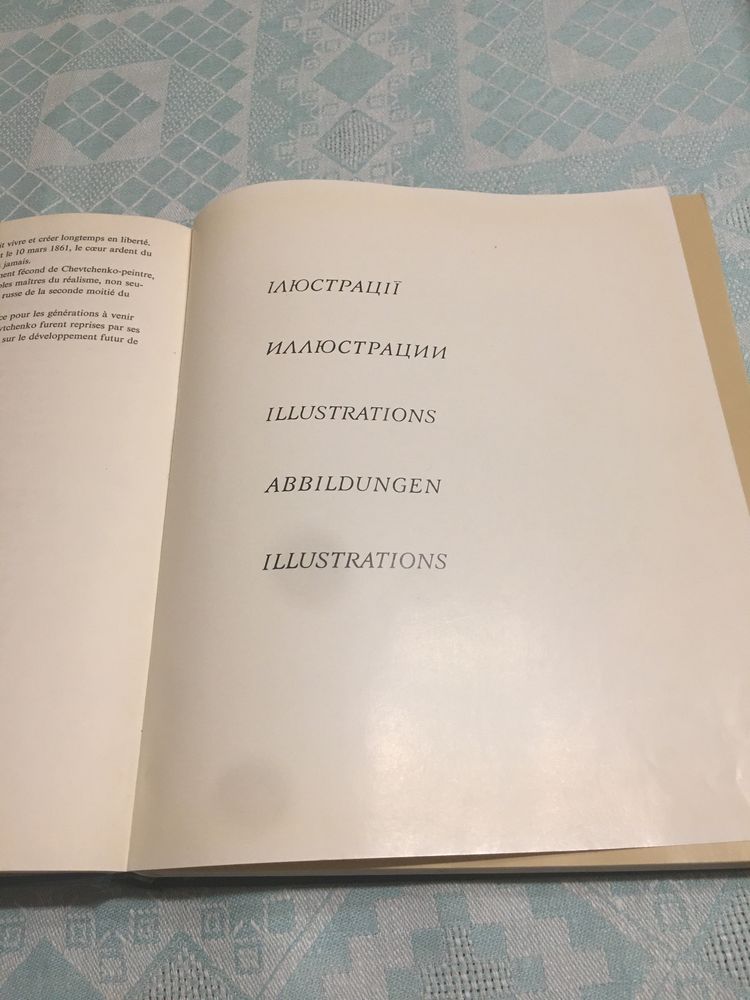 it vivre et créer longtemps en liberté.
t le 10 mars 1861, le cœur ardent du
jamais.
ment fécond de Chevtchenko-peintre,
bles maîtres du réalisme, non seu-
russe de la seconde moitié du
ce pour les générations à venir
vtchenko furent reprises par ses
sur le développement futur de
ІЛЮСТРАЦІЇ
ИЛЛЮСТРАЦИИ
ILLUSTRATIONS
ABBILDUNGEN
ILLUSTRATIONS